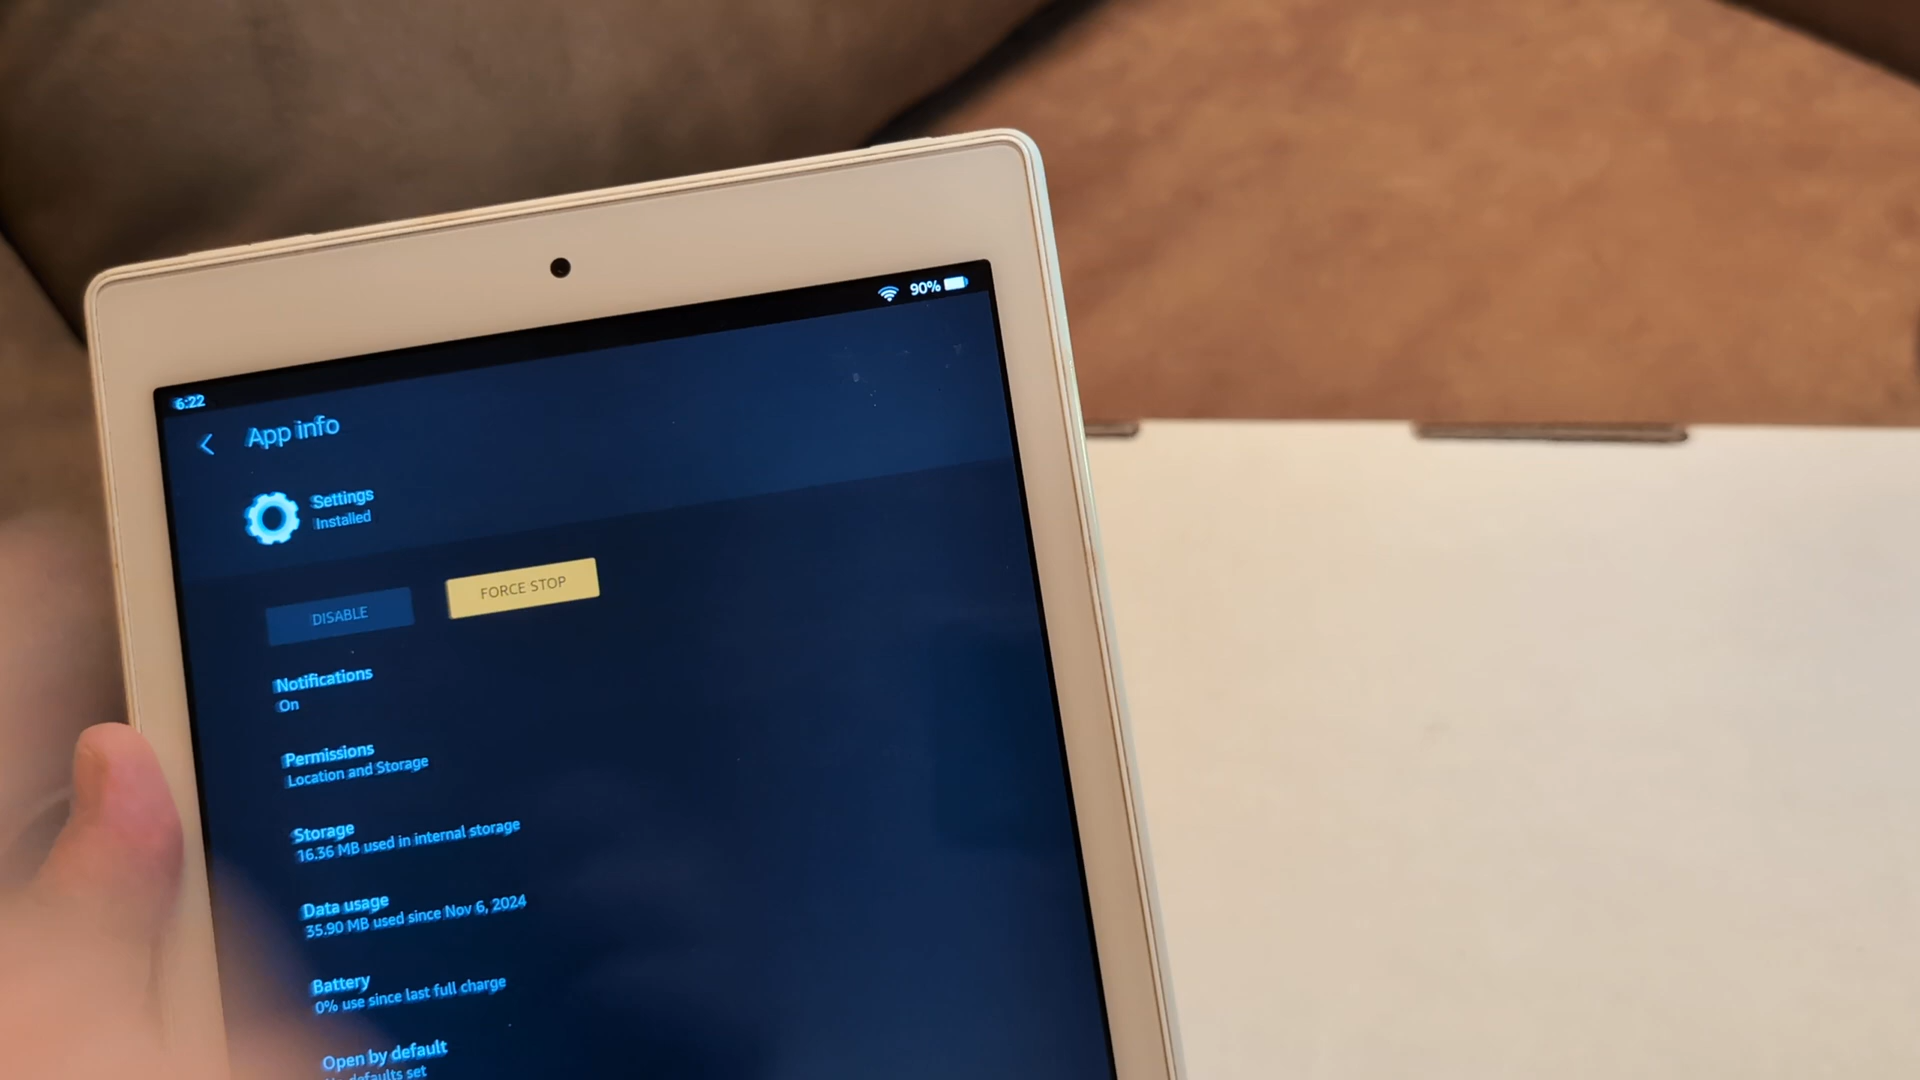 90%
6:22
App info
Settings
Installed
DISABLE
FORCE STOP
Notifications
On
Permissions
Location and Storage
Storage
16.36 MB used in internal storage
Data usage
35.90 MB used since Nov 6, 2024
Battery
0% use since last full charge
Open by default
defaults set